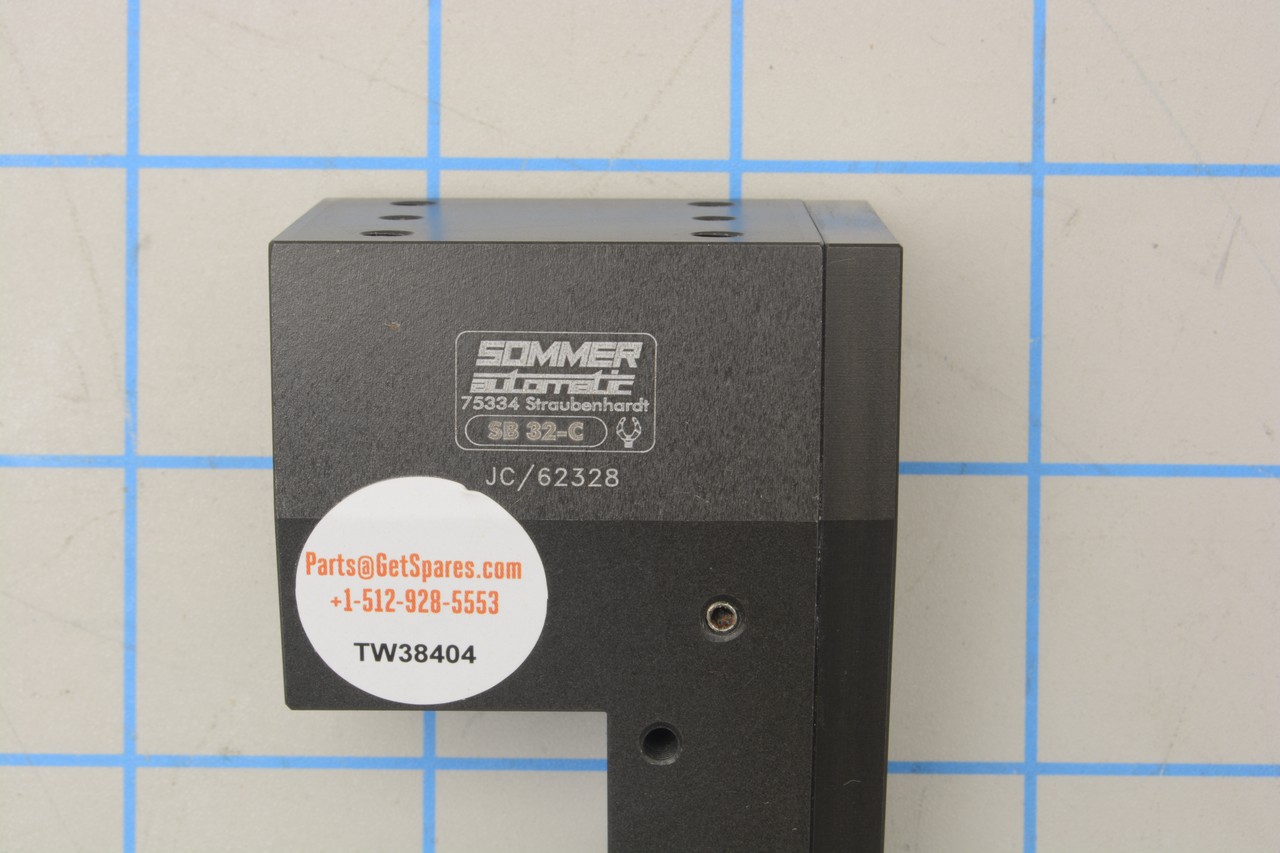 SOMMER
automatic
75334 Straubenhardt
SB 32-C
JC/62328
Parts@GetSpares.com
+1-512-928-5553
TW38404